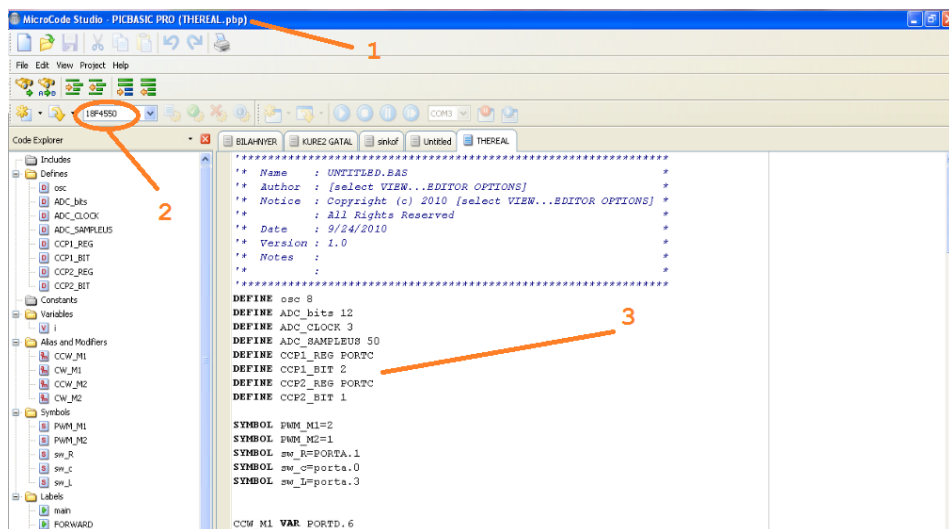 MicroCode Studio - PICBASIC PRO (THEREAL.pbp)
1
File Edit View Project Help
18F4550
COM3
2
Code Explorer
Includes
Defines
osc
ADC_bits
ADC_CLOCK
ADC_SAMPLEUS
CCP1_REG
CCP1_BIT
CCP2_REG
CCP2_BIT
Constants
Variables
i
Alias and Modifiers
CCW_M1
CW_M1
CCW_M2
CW_M2
Symbols
PWM_M1
PWM_M2
sw_R
sw_c
sw_L
Labels
main
FORWARD
BILAHNYER KURE2 GATAL sinkof Untitled THEREAL
'****************************************************************
'* Name : UNTITLED.BAS *
'* Author : [select VIEW...EDITOR OPTIONS] *
'* Notice : Copyright (c) 2010 [select VIEW...EDITOR OPTIONS] *
'* : All Rights Reserved *
'* Date : 9/24/2010 *
'* Version : 1.0 *
'* Notes : *
'* : *
'****************************************************************
DEFINE osc 8
DEFINE ADC_bits 12
DEFINE ADC_CLOCK 3
DEFINE ADC_SAMPLEUS 50
DEFINE CCP1_REG PORTC
DEFINE CCP1_BIT 2
DEFINE CCP2_REG PORTC
DEFINE CCP2_BIT 1
3
SYMBOL PWM_M1=2
SYMBOL PWM_M2=1
SYMBOL sw_R=PORTA.1
SYMBOL sw_c=porta.0
SYMBOL sw_L=porta.3
CCW_M1 VAR PORTD.6